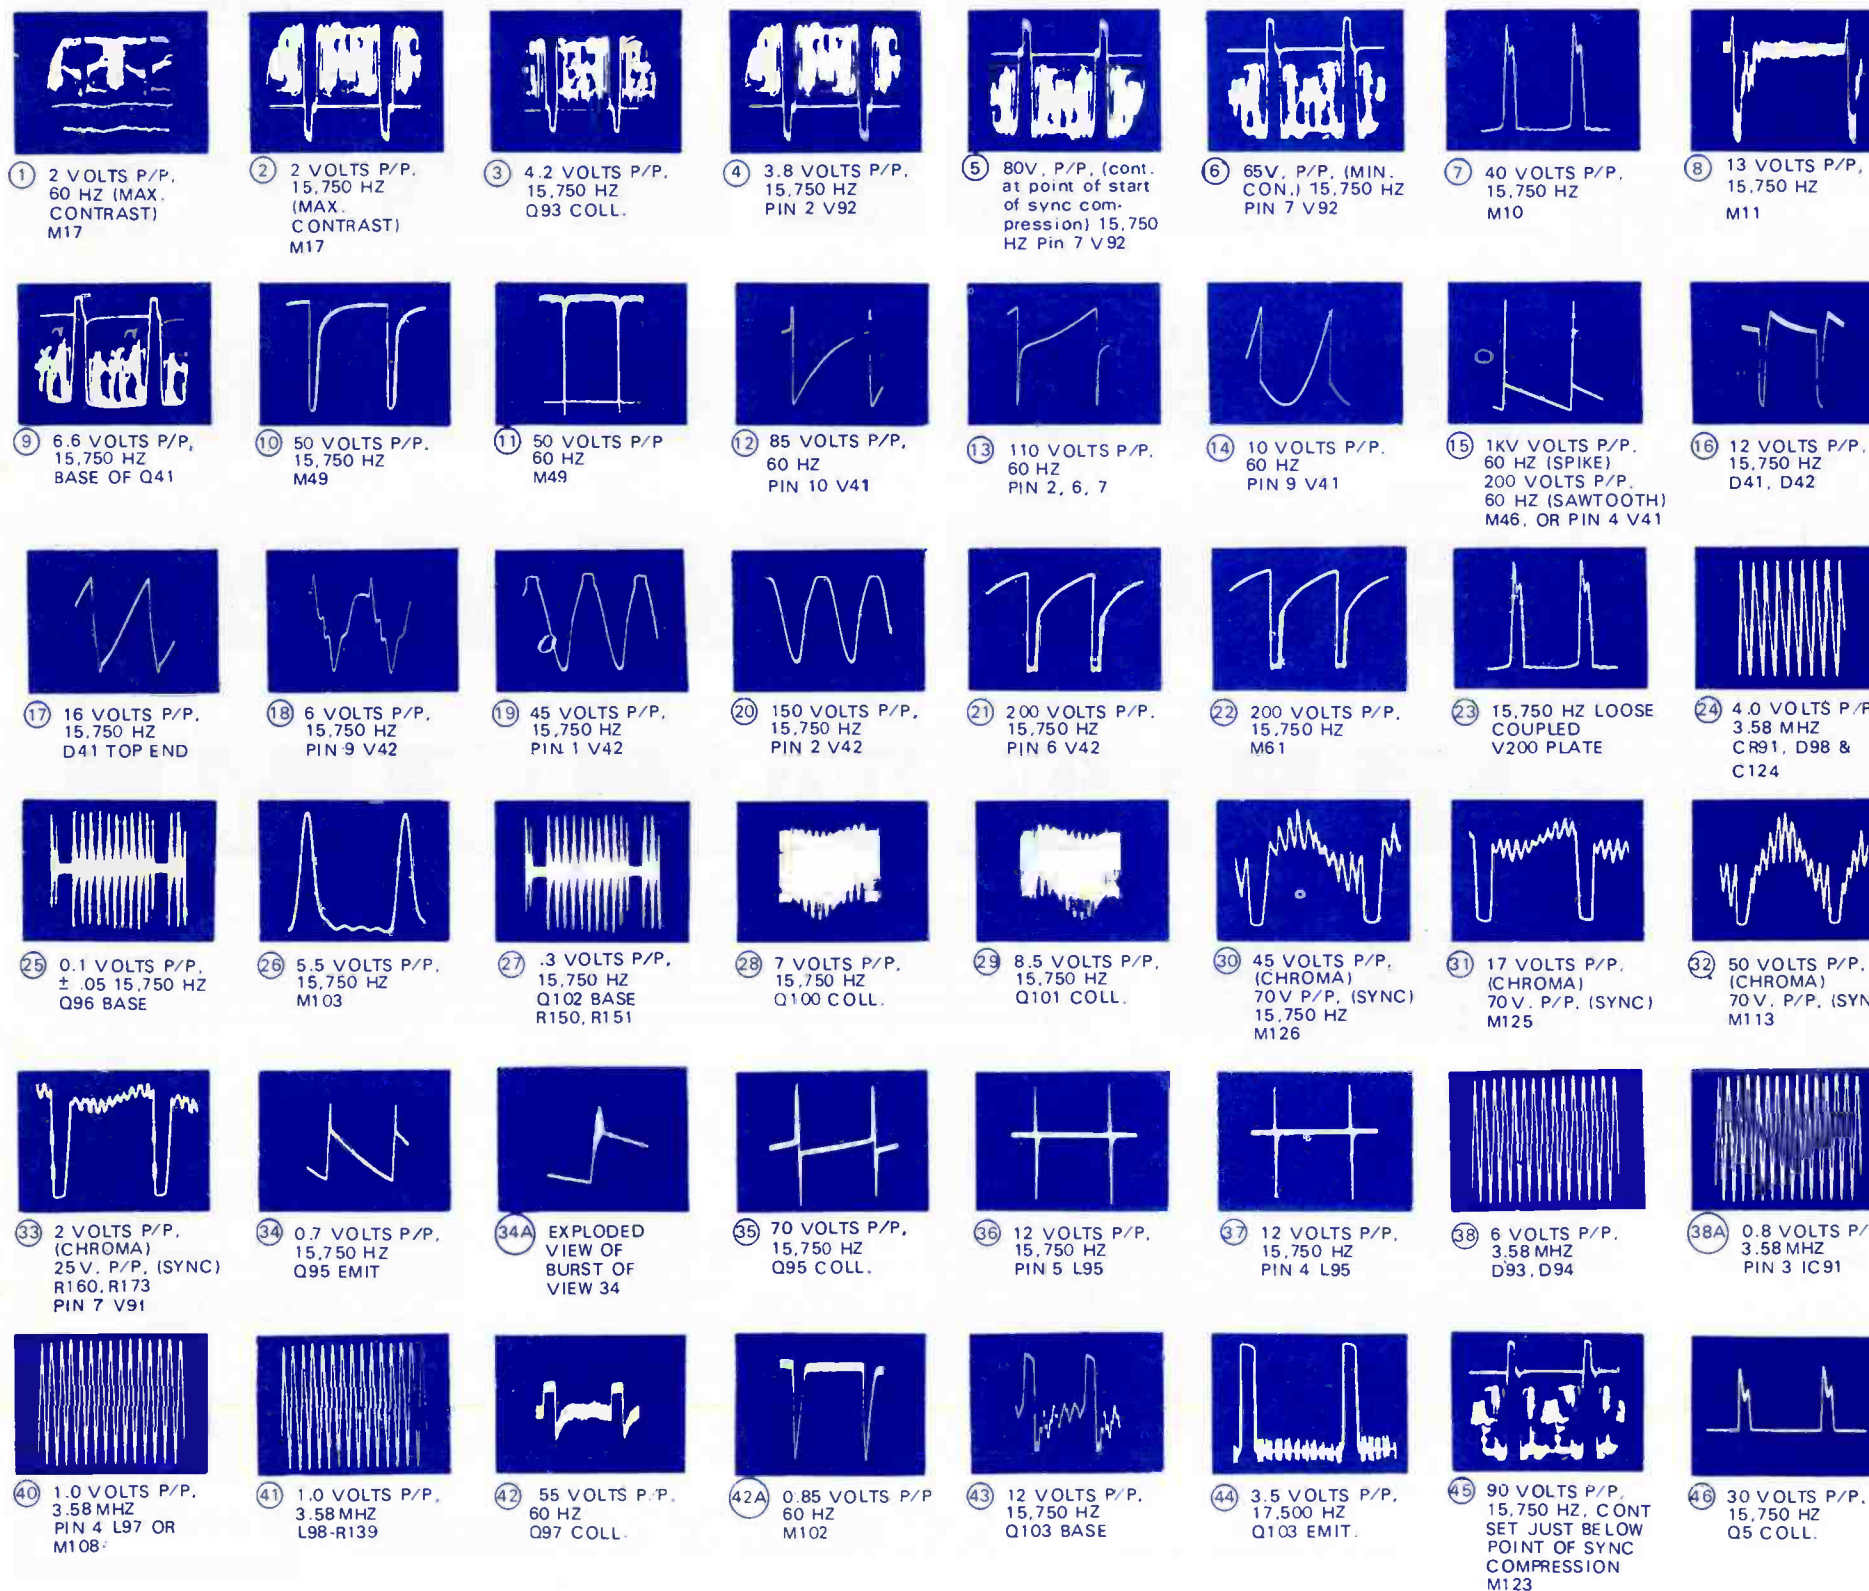 1 2 VOLTS P/P,
60 HZ (MAX.
CONTRAST)
M17
2 2 VOLTS P/P,
15,750 HZ
(MAX.
CONTRAST)
M17
3 4.2 VOLTS P/P,
15,750 HZ
Q93 COLL.
4 3.8 VOLTS P/P,
15,750 HZ
PIN 2 V92
5 80V, P/P, (cont.
at point of start
of sync com-
pression) 15,750
HZ Pin 7 V92
6 65V, P/P, (MIN.
CON.) 15,750 HZ
PIN 7 V92
7 40 VOLTS P/P,
15,750 HZ
M10
8 13 VOLTS P/P,
15,750 HZ
M11
9 6.6 VOLTS P/P,
15,750 HZ
BASE OF Q41
10 50 VOLTS P/P.
15,750 HZ
M49
11 50 VOLTS P/P
60 HZ
M49
12 85 VOLTS P/P,
60 HZ
PIN 10 V41
13 110 VOLTS P/P,
60 HZ
PIN 2, 6, 7
14 10 VOLTS P/P.
60 HZ
PIN 9 V41
15 1KV VOLTS P/P.
60 HZ (SPIKE)
200 VOLTS P/P.
60 HZ (SAWTOOTH)
M46, OR PIN 4 V41
16 12 VOLTS P/P,
15,750 HZ
D41, D42
17 16 VOLTS P/P,
15,750 HZ
D41 TOP END
18 6 VOLTS P/P,
15,750 HZ
PIN 9 V42
19 45 VOLTS P/P,
15,750 HZ
PIN 1 V42
20 150 VOLTS P/P,
15,750 HZ
PIN 2 V42
21 200 VOLTS P/P.
15,750 HZ
PIN 6 V42
22 200 VOLTS P/P,
15,750 HZ
M61
23 15,750 HZ LOOSE
COUPLED
V200 PLATE
24 4.0 VOLTS P/P
3.58 MHZ
CR91, D98 &
C124
25 0.1 VOLTS P/P,
± .05 15,750 HZ
Q96 BASE
26 5.5 VOLTS P/P,
15,750 HZ
M103
27 .3 VOLTS P/P,
15,750 HZ
Q102 BASE
R150, R151
28 7 VOLTS P/P,
15,750 HZ
Q100 COLL.
29 8.5 VOLTS P/P,
15,750 HZ
Q101 COLL.
30 45 VOLTS P/P,
(CHROMA)
70V P/P, (SYNC)
15,750 HZ
M126
31 17 VOLTS P/P,
(CHROMA)
70V. P/P, (SYNC)
M125
32 50 VOLTS P/P,
(CHROMA)
70V, P/P, (SYN
M113
33 2 VOLTS P/P,
(CHROMA)
25V. P/P, (SYNC)
R160, R173
PIN 7 V91
34 0.7 VOLTS P/P,
15,750 HZ
Q95 EMIT
34A EXPLODED
VIEW OF
BURST OF
VIEW 34
35 70 VOLTS P/P,
15,750 HZ
Q95 COLL.
36 12 VOLTS P/P,
15,750 HZ
PIN 5 L95
37 12 VOLTS P/P,
15,750 HZ
PIN 4 L95
38 6 VOLTS P/P,
3.58 MHZ
D93, D94
38A 0.8 VOLTS P/
3.58 MHZ
PIN 3 IC91
40 1.0 VOLTS P/P,
3.58 MHZ
PIN 4 L97 OR
M108
41 1.0 VOLTS P/P,
3.58 MHZ
L98-R139
42 55 VOLTS P/P,
60 HZ
Q97 COLL.
42A 0.85 VOLTS P/P
60 HZ
M102
43 12 VOLTS P/P,
15,750 HZ
Q103 BASE
44 3.5 VOLTS P/P,
17,500 HZ
Q103 EMIT.
45 90 VOLTS P/P,
15,750 HZ, CONT
SET JUST BELOW
POINT OF SYNC
COMPRESSION
M123
46 30 VOLTS P/P.
15,750 HZ
Q5 COLL.